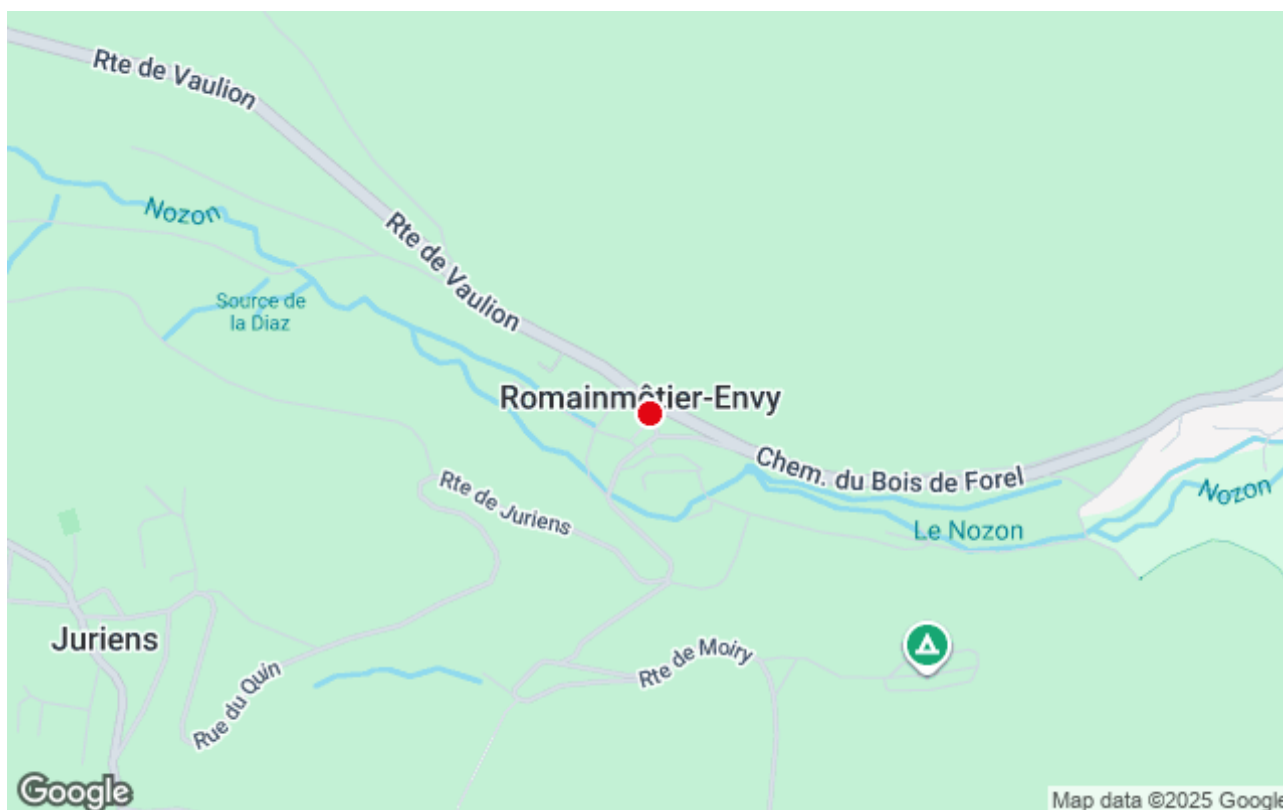 Rte de Vaulion
Nozon
Rte de Vaulion
Source de
la Diaz
Romainmôtier-Envy
Chem. du Bois de Forel
Rte de Juriens
Nozon
Le Nozon
Juriens
Rte de Moiry
Rue du Quin
Google
Map data ©2025 Google